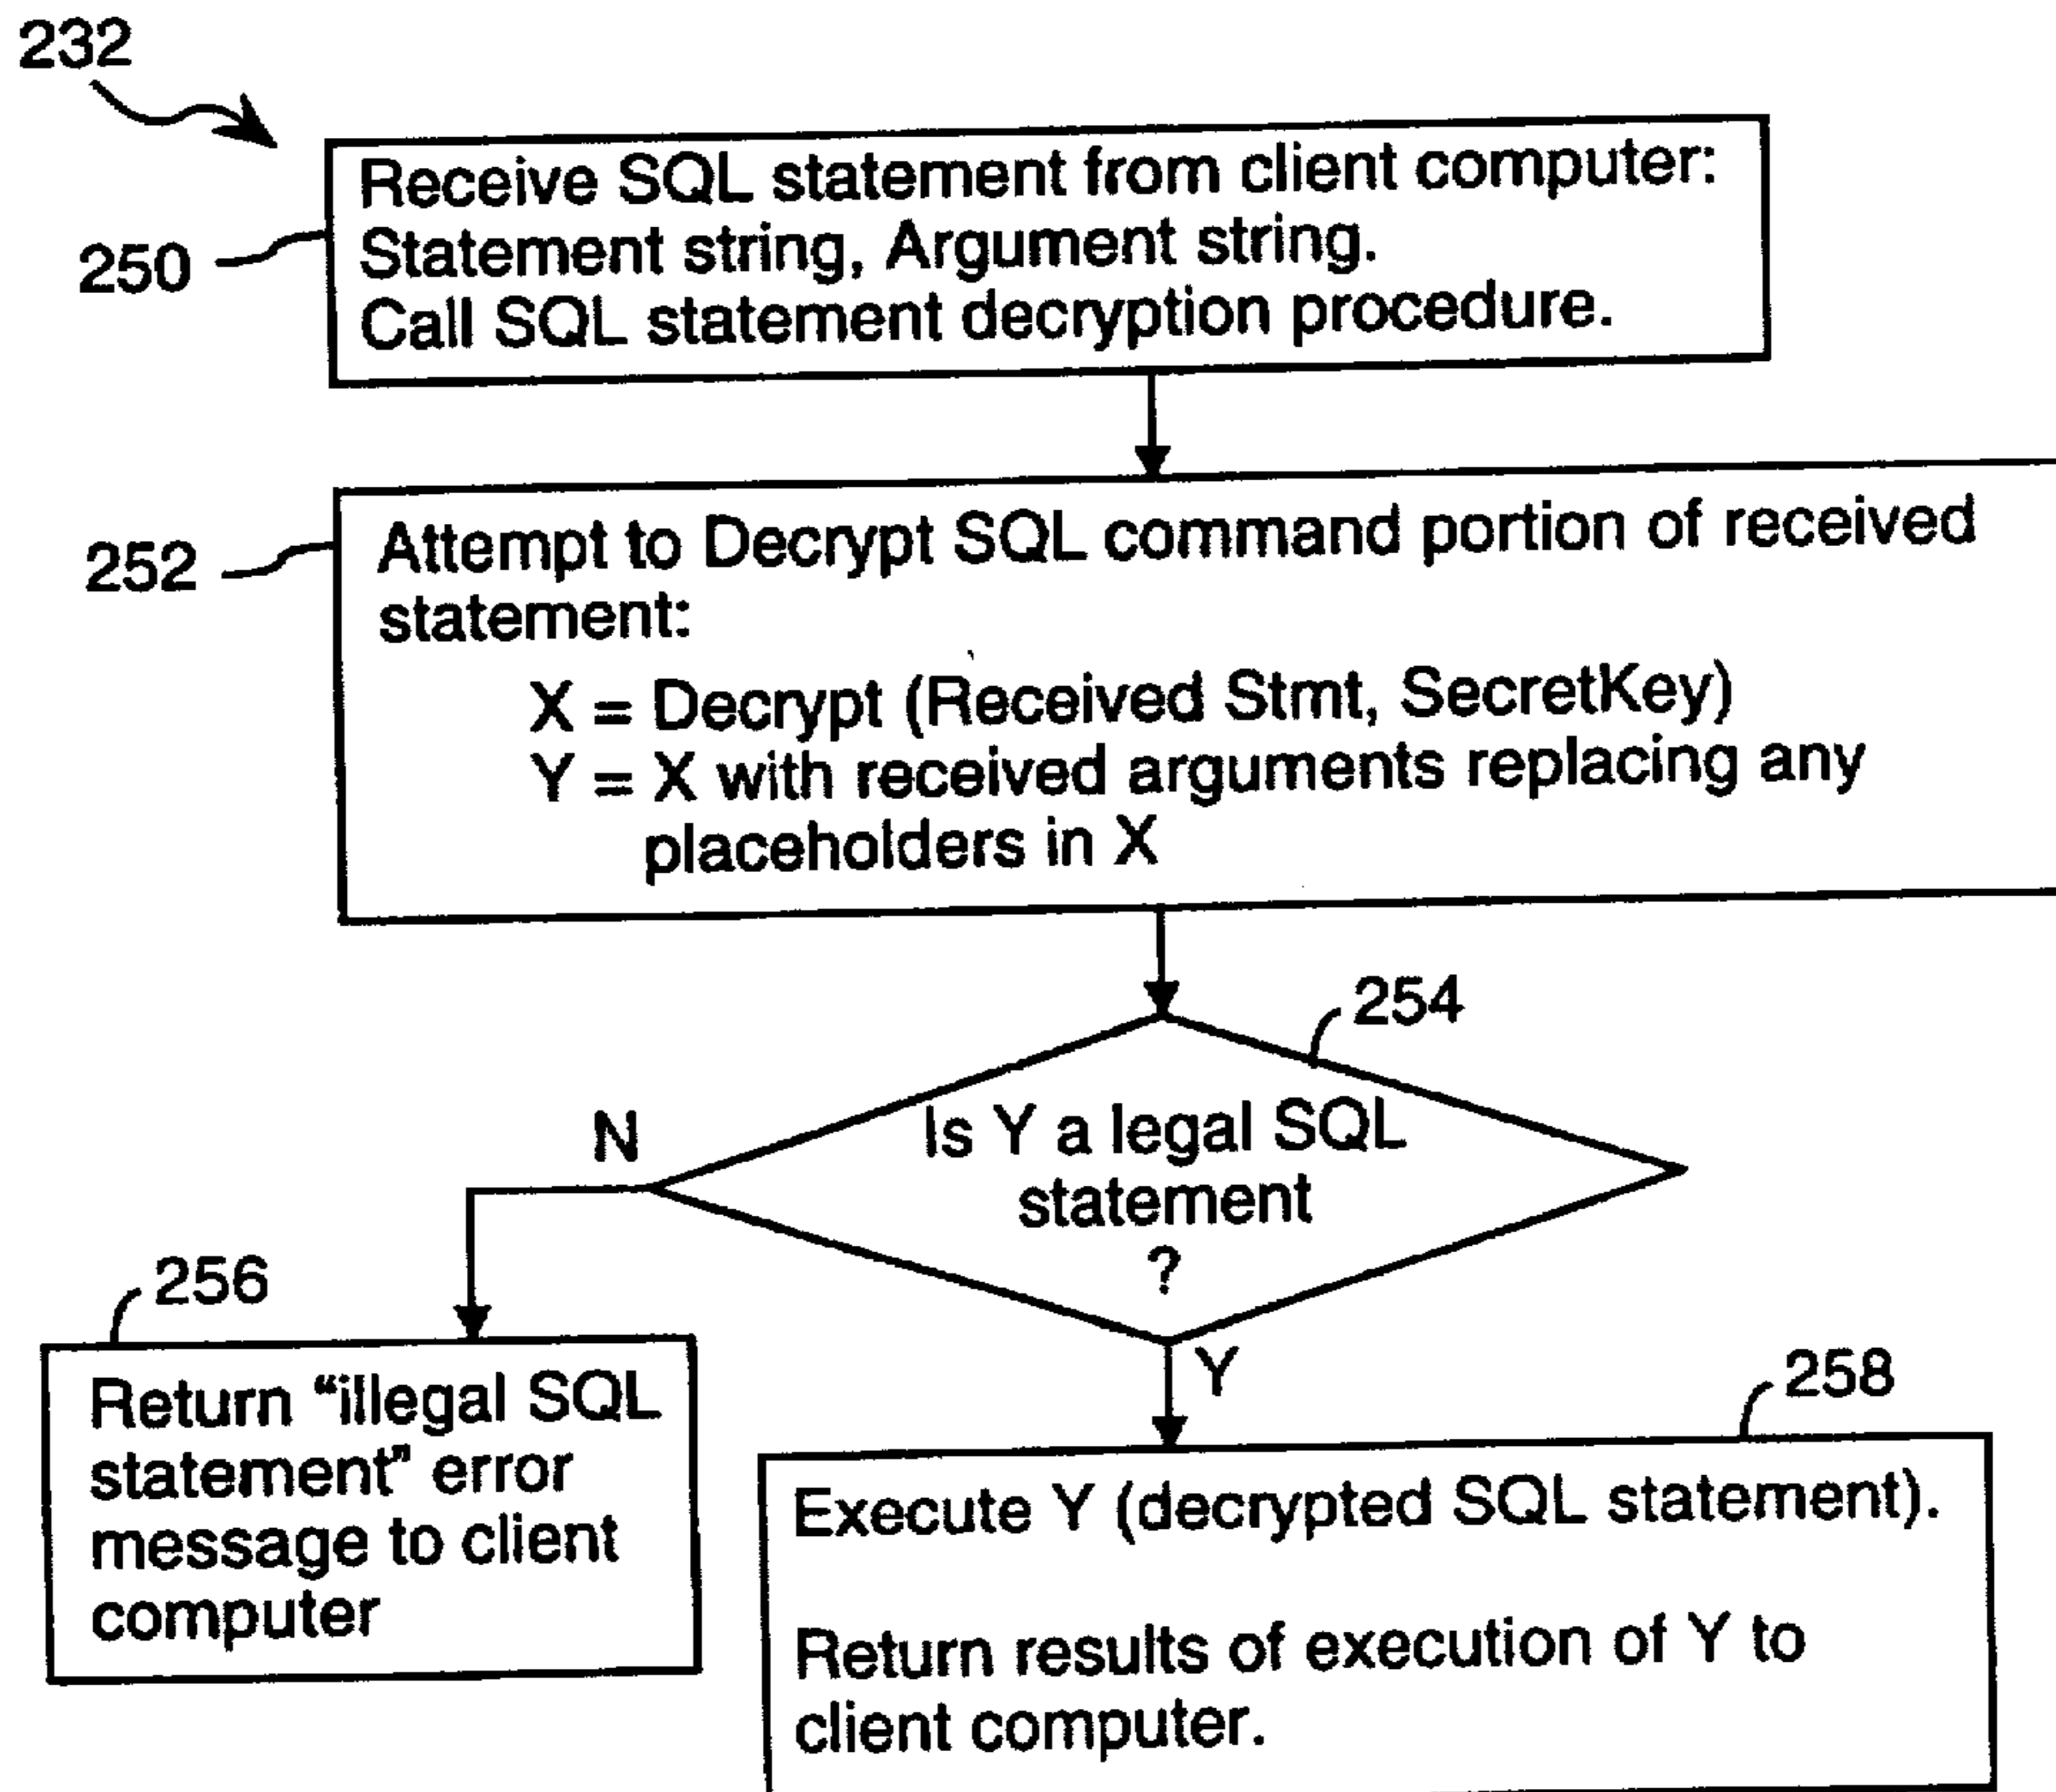 232
250
Receive SQL statement from client computer:
Statement string, Argument string.
Call SQL statement decryption procedure.
252
Attempt to Decrypt SQL command portion of received
statement:
X = Decrypt (Received Stmt, SecretKey)
Y = X with received arguments replacing any
placeholders in X
254
Is Y a legal SQL
statement
?
N
Y
256
Return “illegal SQL
statement” error
message to client
computer
258
Execute Y (decrypted SQL statement).
Return results of execution of Y to
client computer.